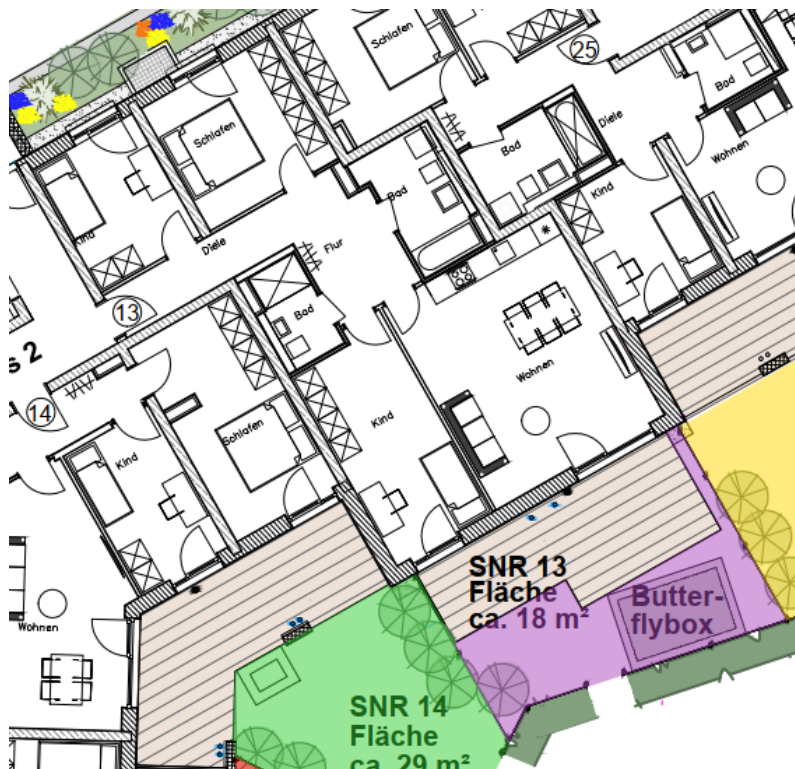 Schlafen
25
Bad
Schlafen
Diele
Bad
Wohnen
Bad
Kind
Kind
Diele
Flur
13
Bad
s 2
Wohnen
14
Schlafen
Kind
Kind
SNR 13
Fläche
ca. 18 m²
Butter-
flybox
Wohnen
SNR 14
Fläche
ca. 29 m²